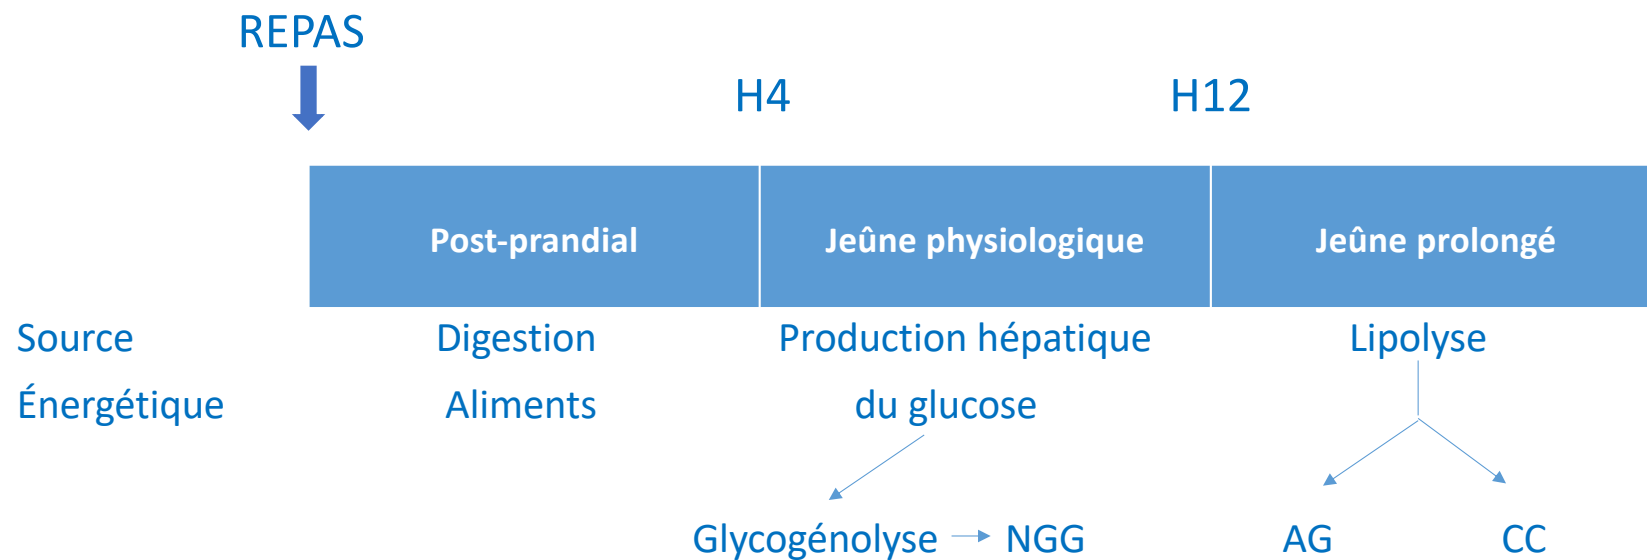 REPAS
H4 H12
Post-prandial Jeûne physiologique Jeûne prolongé
Source Digestion Production hépatique Lipolyse
Énergétique Aliments du glucose
Glycogénolyse NGG AG CC